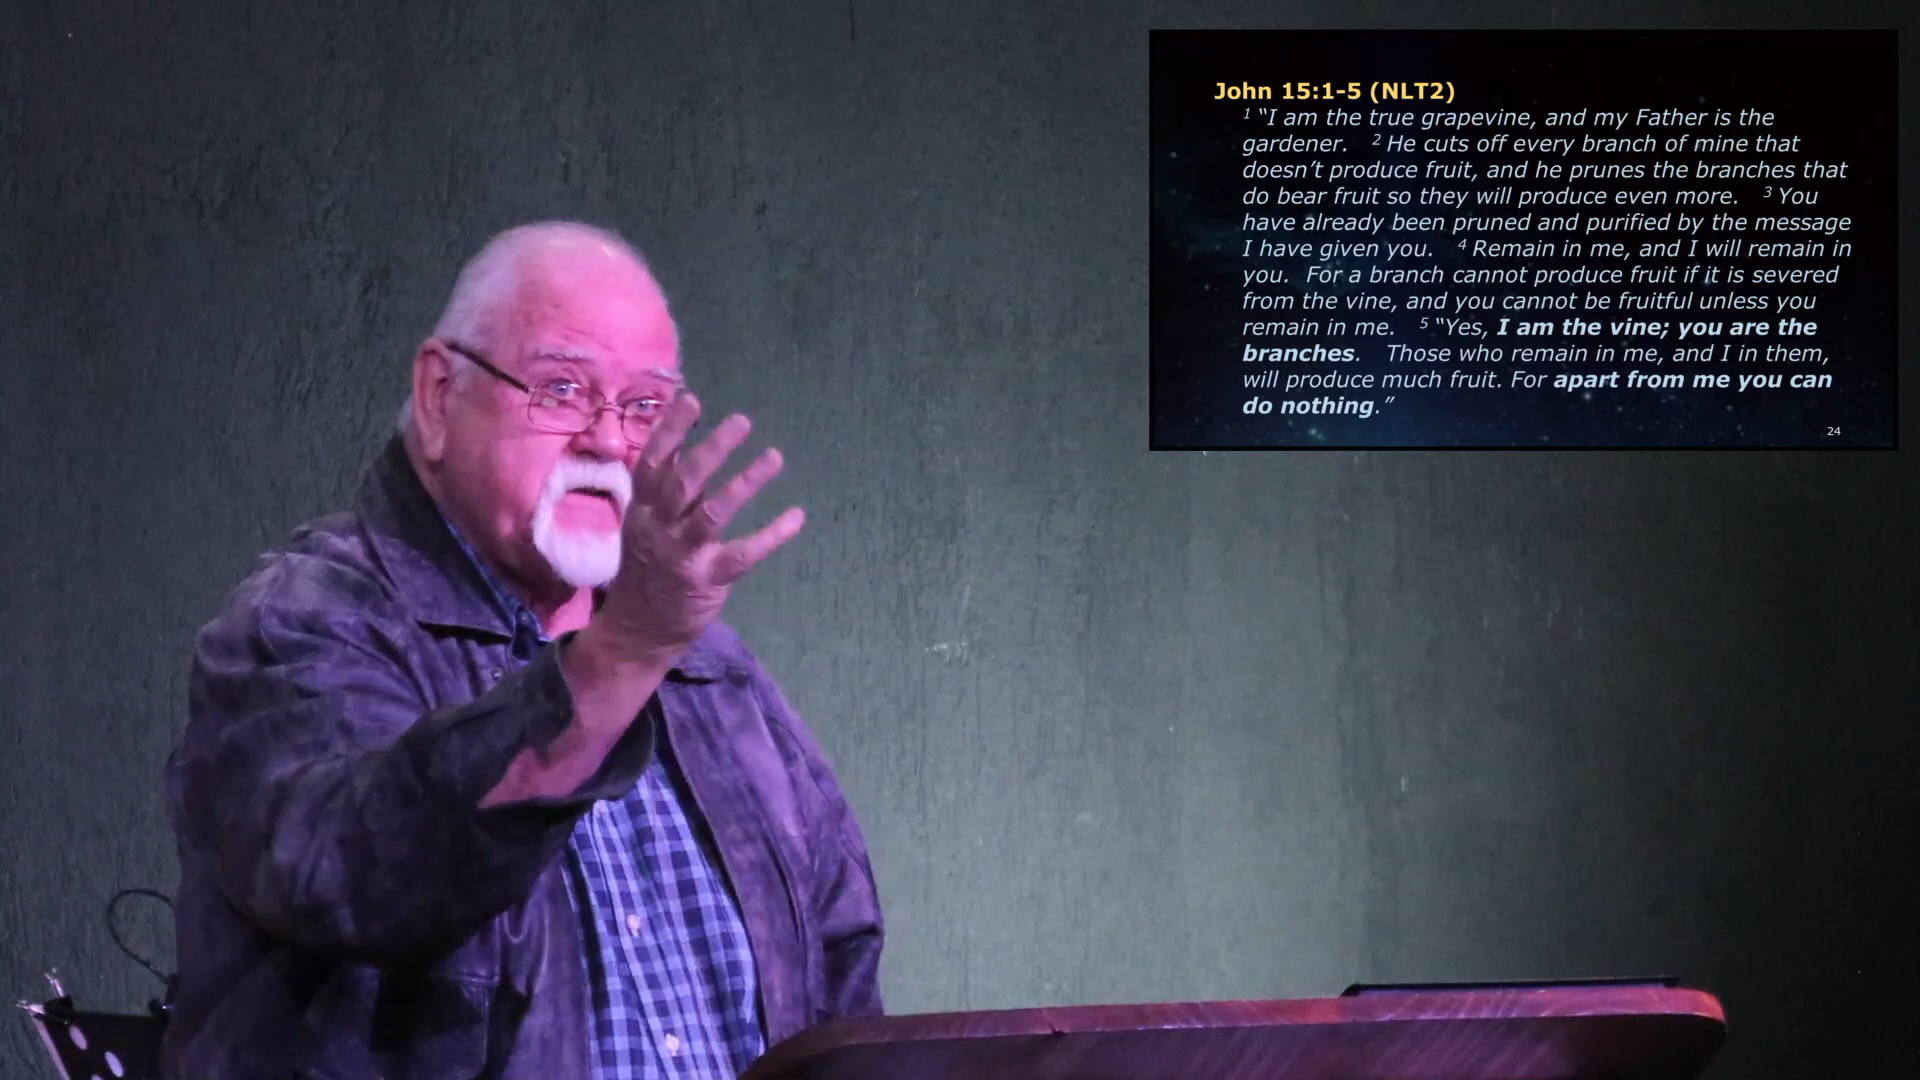 John 15:1-5 (NLT2)
1 “I am the true grapevine, and my Father is the
gardener. 2 He cuts off every branch of mine that
doesn’t produce fruit, and he prunes the branches that
do bear fruit so they will produce even more. 3 You
have already been pruned and purified by the message
I have given you. 4 Remain in me, and I will remain in
you. For a branch cannot produce fruit if it is severed
from the vine, and you cannot be fruitful unless you
remain in me. 5 “Yes, I am the vine; you are the
branches. Those who remain in me, and I in them,
will produce much fruit. For apart from me you can
do nothing.”
24